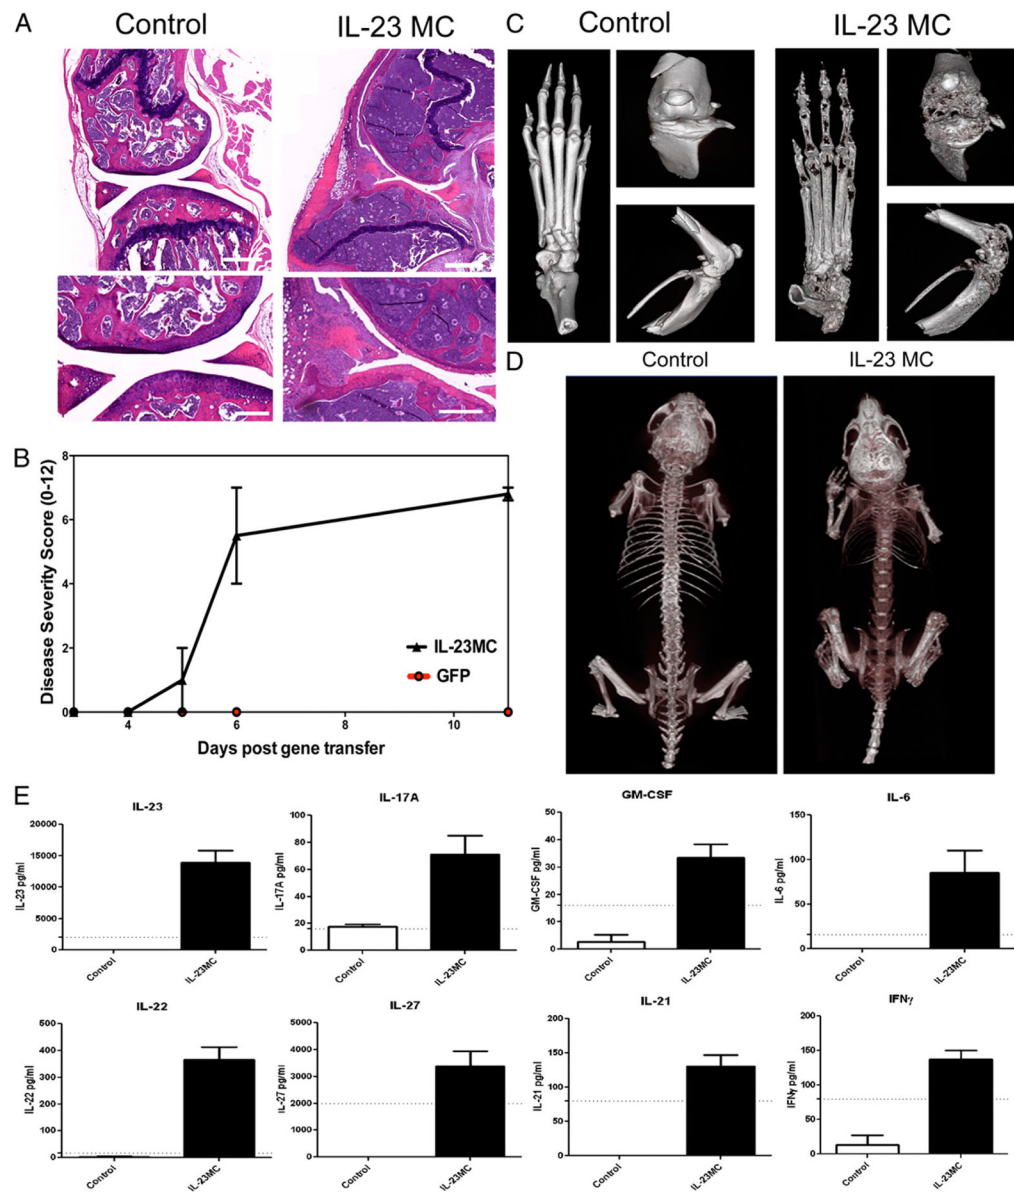 A
Control
IL-23 MC
C
Control
IL-23 MC
D
Control
IL-23 MC
B
Disease Severity Score (0-12)
8
6
4
2
0
4
6
8
10
IL-23MC
GFP
Days post gene transfer
E
IL-23
IL-23 pg/ml
20000
15000
10000
5000
2000
0
Control
IL-23MC
IL-17A
IL-17A pg/ml
100
80
60
40
20
0
Control
IL-23MC
GM-CSF
GM-CSF pg/ml
50
40
30
20
10
0
Control
IL-23MC
IL-6
IL-6 pg/ml
150
100
50
0
Control
IL-23MC
IL-22
IL-22 pg/ml
500
400
300
200
100
0
Control
IL-23MC
IL-27
IL-27 pg/ml
5000
4000
3000
2000
1000
0
Control
IL-23MC
IL-21
IL-21 pg/ml
200
150
100
50
0
Control
IL-23MC
IFNγ
IFNγ pg/ml
200
150
100
50
0
Control
IL-23MC